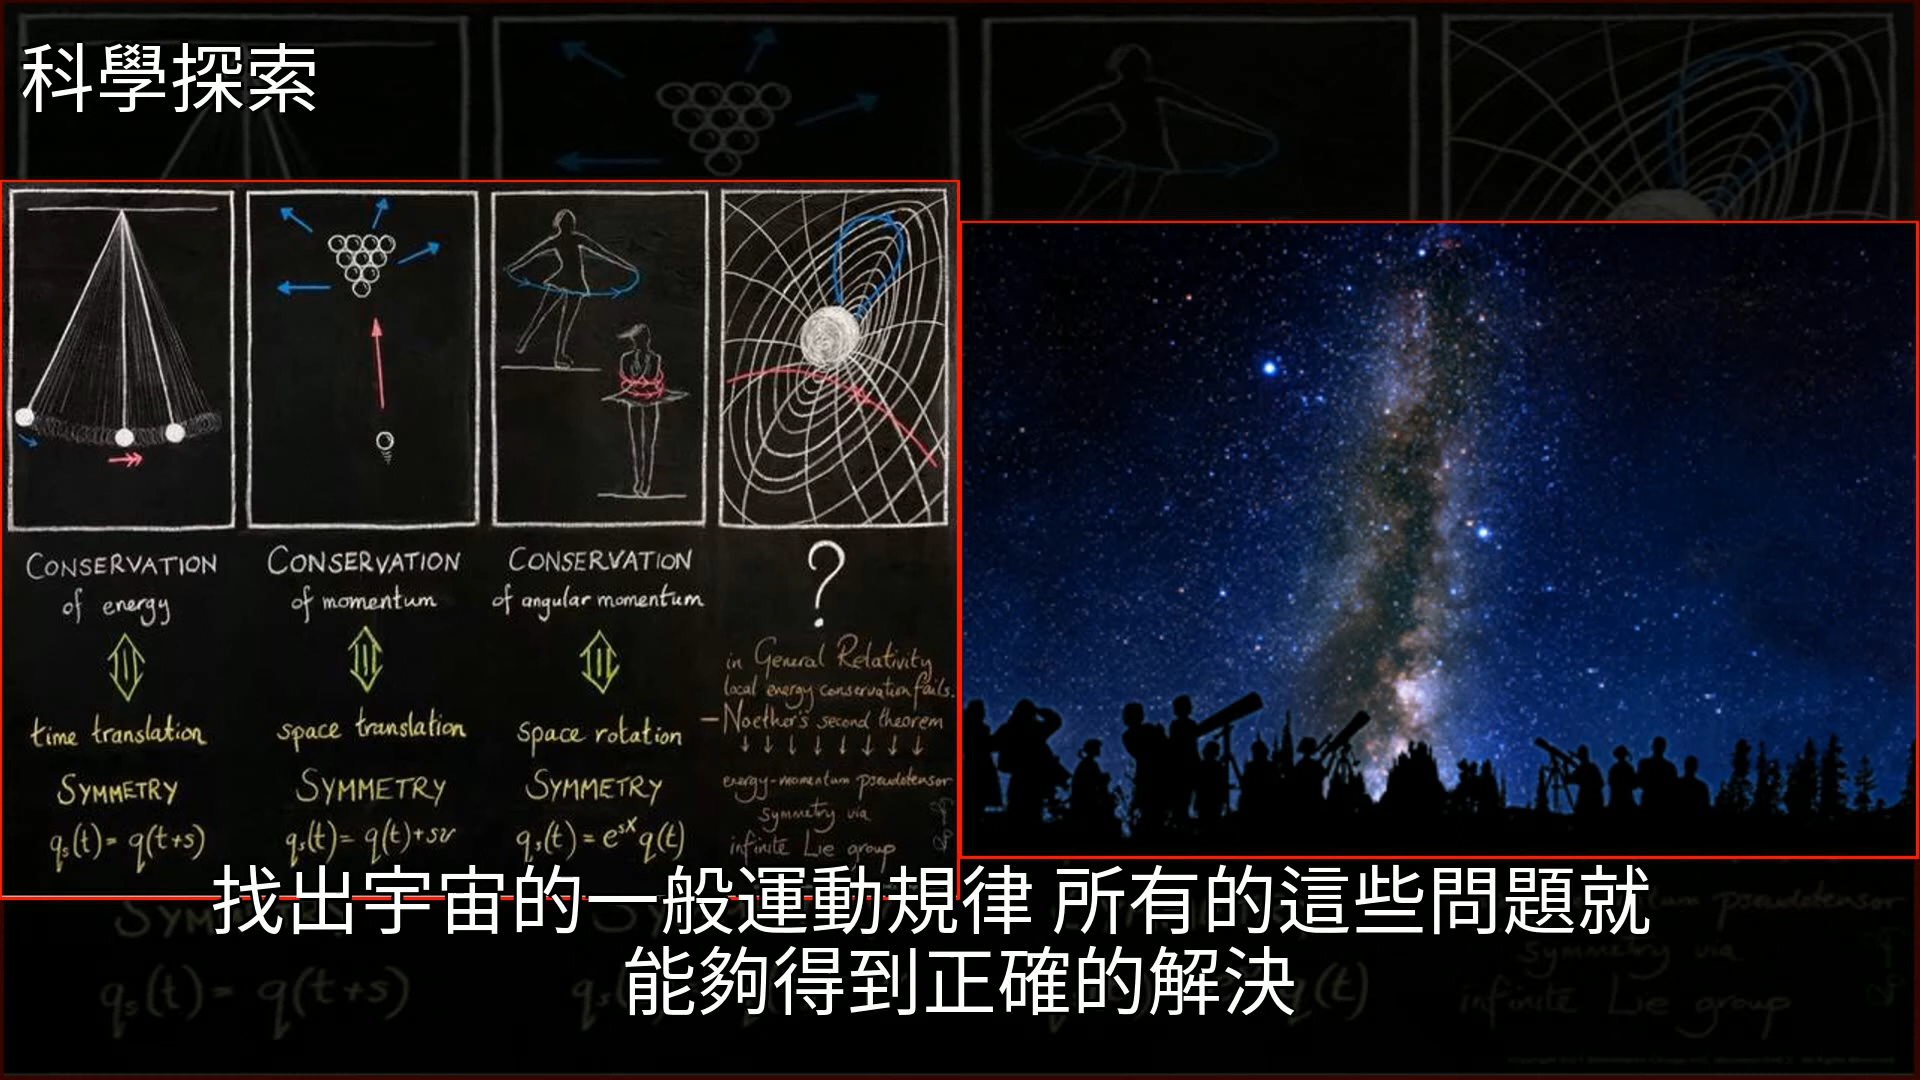 科學探索
CONSERVATION
of energy
time translation
SYMMETRY
qs(t) = q(t+s)
CONSERVATION
of momentum
space translation
SYMMETRY
qs(t) = q(t)+sv
CONSERVATION
of angular momentum
space rotation
SYMMETRY
qs(t) = e^sX q(t)
?
in General Relativity
local energy conservation fails.
— Noether's second theorem
↓ ↓ ↓ ↓ ↓ ↓ ↓ ↓
energy-momentum pseudotensor
symmetry via
infinite Lie group
找出宇宙的一般運動規律 所有的這些問題就
能夠得到正確的解決